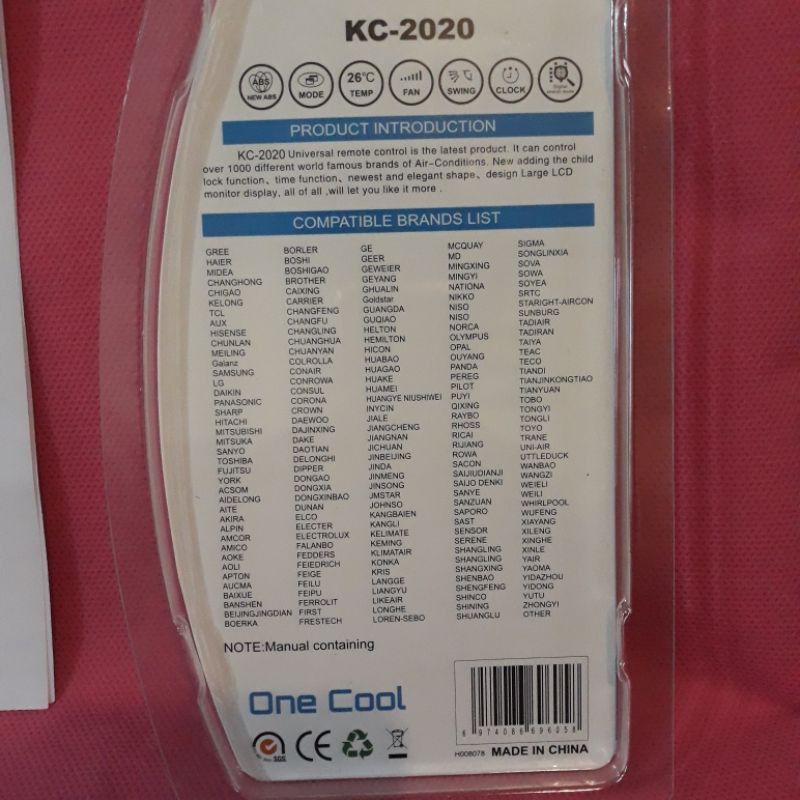 KC-2020
ABS
NEW ABS
MODE
26°C
TEMP
FAN
SWING
CLOCK
PRODUCT INTRODUCTION
KC-2020 Universal remote control is the latest product. It can control
over 1000 different world famous brands of Air-Conditions. New adding the child
lock function、time function、newest and elegant shape、design Large LCD
monitor display, all of all ,will let you like it more .
COMPATIBLE BRANDS LIST
GREE
HAIER
MIDEA
CHANGHONG
CHIGAO
KELONG
TCL
AUX
HISENSE
CHUNLAN
MEILING
Galanz
SAMSUNG
LG
DAIKIN
PANASONIC
SHARP
HITACHI
MITSUBISHI
MITSUKA
SANYO
TOSHIBA
FUJITSU
YORK
ACSOM
AIDELONG
AITE
AKIRA
ALPIN
AMCOR
AMICO
AOKE
AOLI
APTON
AUCMA
BAIXUE
BANSHEN
BEIJINGJINGDIAN
BOERKA
BORLER
BOSHI
BOSHIGAO
BROTHER
CAIXING
CARRIER
CHANGFENG
CHANGFU
CHANGLING
CHUANGHUA
CHUANYAN
COLROLLA
CONAIR
CONROWA
CONSUL
CORONA
CROWN
DAEWOO
DAJINXING
DAKE
DAOTIAN
DELONGHI
DIPPER
DONGAO
DONGXIA
DONGXINBAO
DUNAN
ELCO
ELECTER
ELECTROLUX
FALANBO
FEDDERS
FEIEDRICH
FEIGE
FEILU
FEIPU
FERROLIT
FIRST
FRESTECH
GE
GEER
GEWEIER
GEYANG
GHUALIN
Goldstar
GUANGDA
GUQIAO
HELTON
HEMILTON
HICON
HUABAO
HUAGAO
HUAKE
HUAMEI
HUANGYE NIUSHIWEI
INYCIN
JIALE
JIANGCHENG
JIANGNAN
JICHUAN
JINBEIJING
JINDA
JINMENG
JINSONG
JMSTAR
JOHNSO
KANGBAIEN
KANGLI
KELIMATE
KEMING
KLIMATAIR
KONKA
KRIS
LANGGE
LIANGYU
LIKEAIR
LONGHE
LOREN-SEBO
MCQUAY
MD
MINGXING
MINGYI
NATIONA
NIKKO
NISO
NISO
NORCA
OLYMPUS
OPAL
OUYANG
PANDA
PEREG
PILOT
PUYI
QIXING
RAYBO
RHOSS
RICAI
RIJIANG
ROWA
SACON
SAIJIUDIANJI
SAIJO DENKI
SANYE
SANZUAN
SAPORO
SAST
SENSOR
SERENE
SHANGLING
SHANGLING
SHANGXING
SHENBAO
SHENGFENG
SHINCO
SHINING
SHUANGLU
SIGMA
SONGLINXIA
SOVA
SOWA
SOYEA
SRTC
STARIGHT-AIRCON
SUNBURG
TADIAIR
TADIRAN
TAIYA
TEAC
TECO
TIANDI
TIANJINKONGTIAO
TIANYUAN
TOBO
TONGYI
TONGLI
TOYO
TRANE
UNI-AIR
UTTLEDUCK
WANBAO
WANGZI
WEIELI
WEILI
WHIRLPOOL
WUFENG
XIAYANG
XILENG
XINGHE
XINLE
YAIR
YAOMA
YIDAZHOU
YIDONG
YUTU
ZHONGYI
OTHER
NOTE:Manual containing
One Cool
SGS
CE
6 974086 696058
H008078 MADE IN CHINA